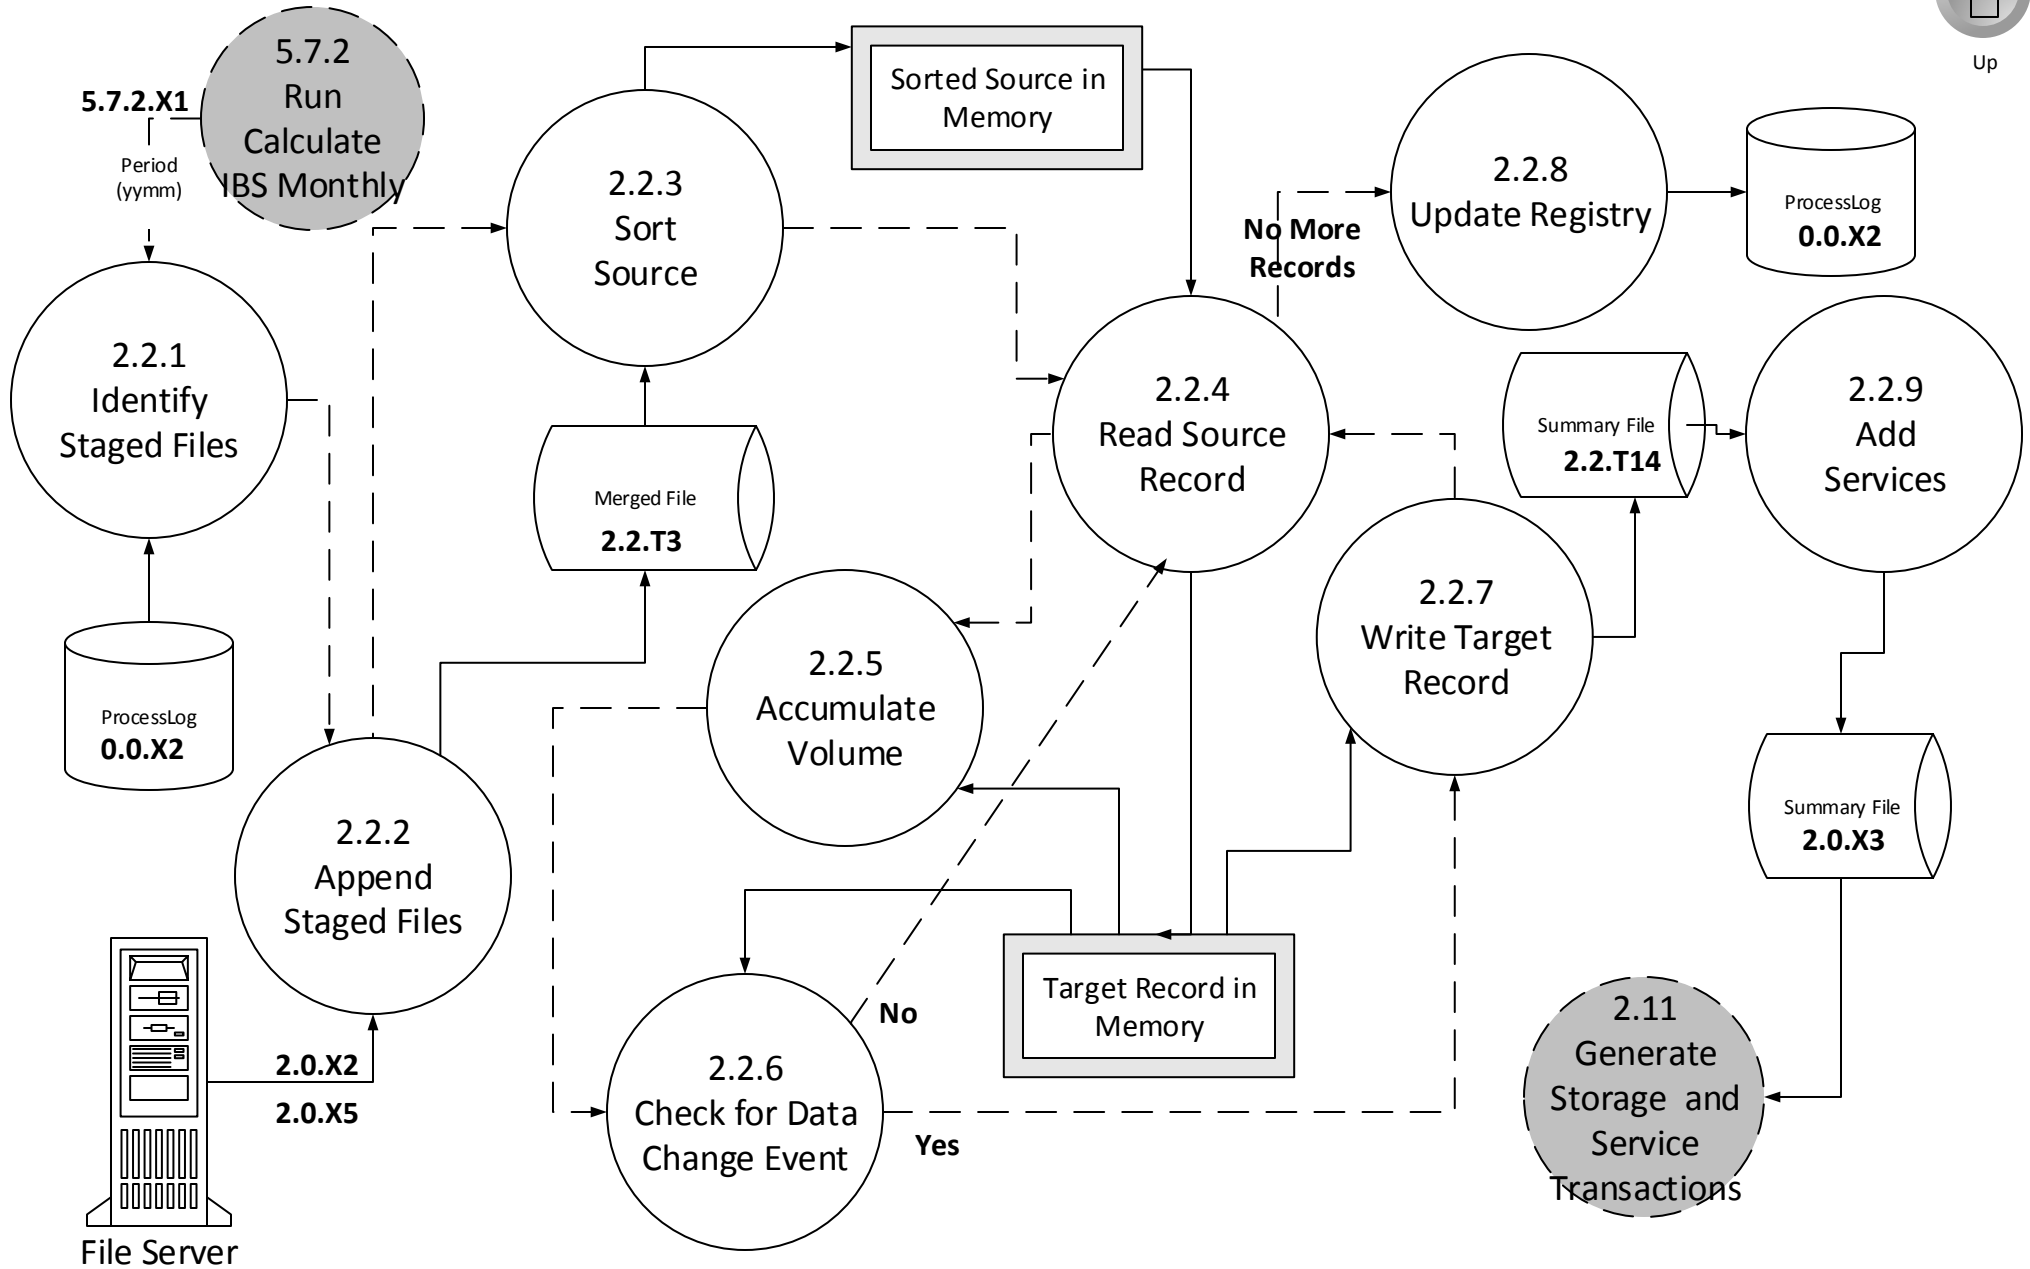 Up
5.7.2
Run
Calculate
IBS Monthly
5.7.2.X1
Period
(yymm)
2.2.1
Identify
Staged Files
ProcessLog
0.0.X2
2.2.2
Append
Staged Files
2.0.X2
2.0.X5
File Server
2.2.3
Sort
Source
Merged File
2.2.T3
Sorted Source in
Memory
2.2.4
Read Source
Record
2.2.5
Accumulate
Volume
2.2.6
Check for Data
Change Event
No
Yes
Target Record in
Memory
2.2.7
Write Target
Record
No More
Records
2.2.8
Update Registry
ProcessLog
0.0.X2
Summary File
2.2.T14
2.2.9
Add
Services
Summary File
2.0.X3
2.11
Generate
Storage and
Service
Transactions